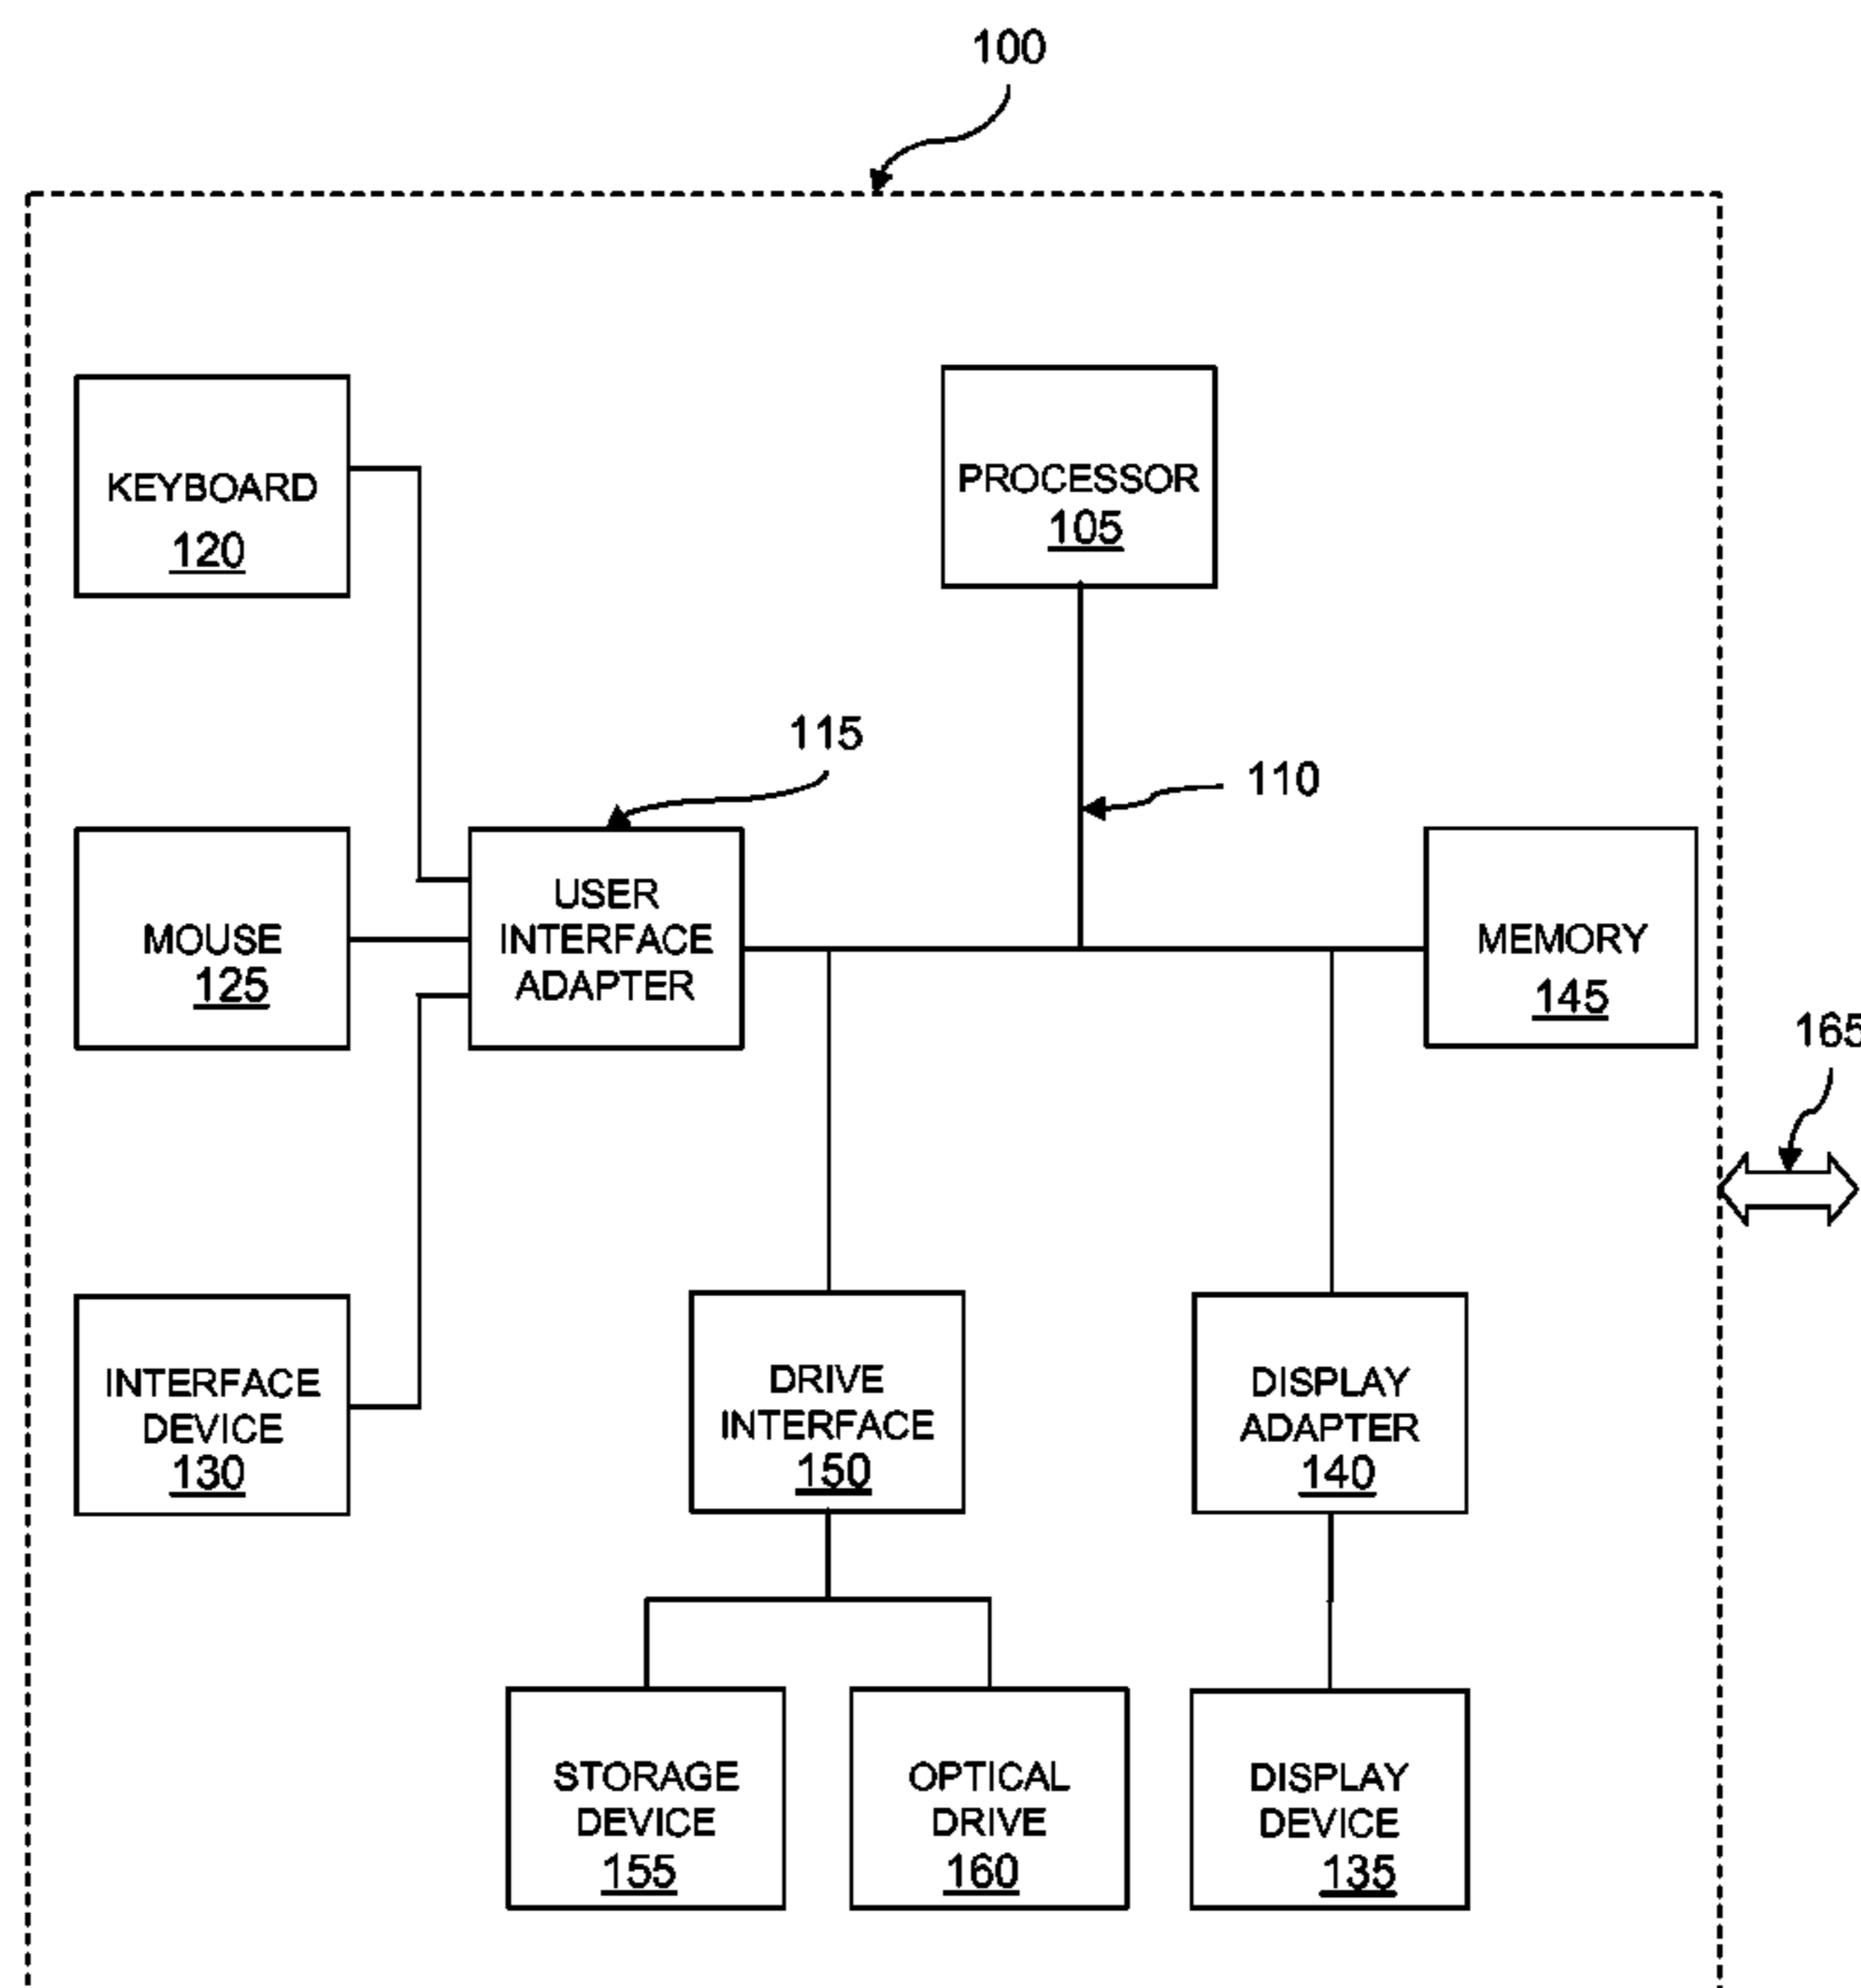 100
KEYBOARD
120
PROCESSOR
105
115
110
MOUSE
125
USER
INTERFACE
ADAPTER
MEMORY
145
165
INTERFACE
DEVICE
130
DRIVE
INTERFACE
150
DISPLAY
ADAPTER
140
STORAGE
DEVICE
155
OPTICAL
DRIVE
160
DISPLAY
DEVICE
135